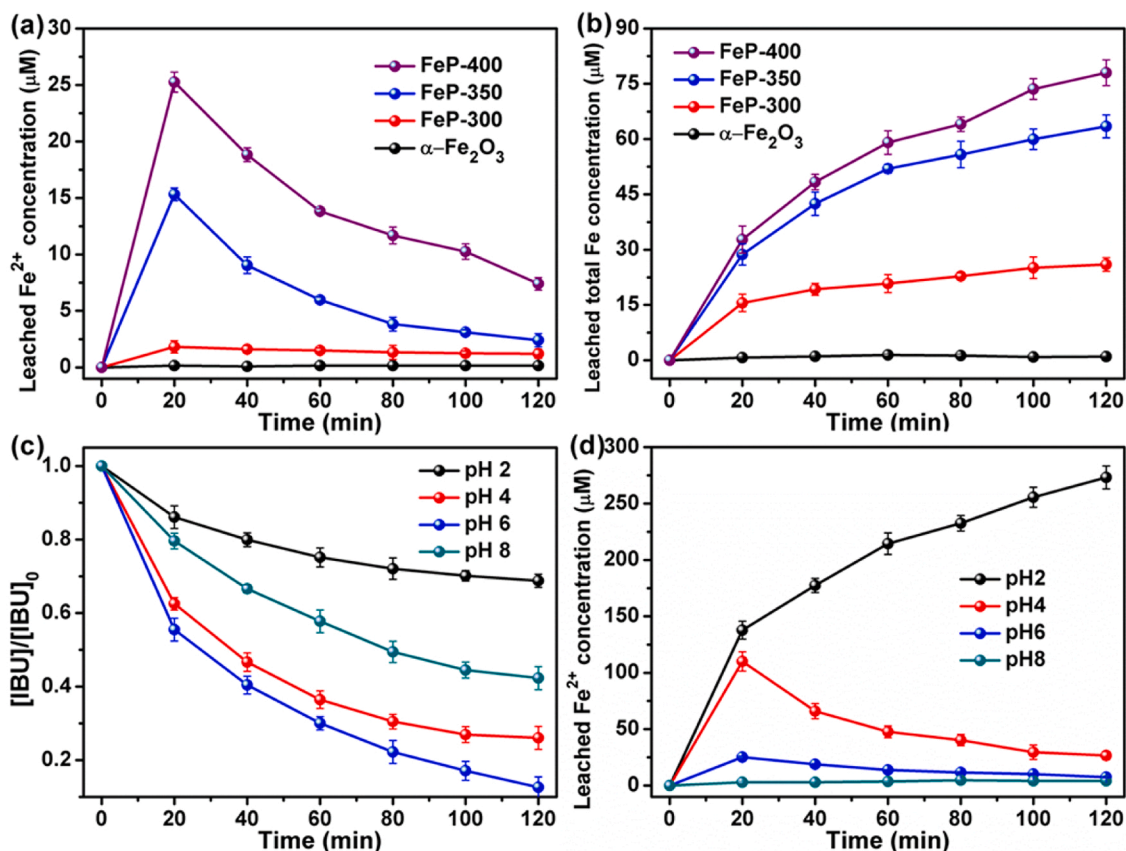 (a)
30
25
20
15
10
5
0
Leached Fe²⁺ concentration (μM)
FeP-400
FeP-350
FeP-300
α–Fe₂O₃
0 20 40 60 80 100 120
Time (min)
(b)
90
75
60
45
30
15
0
Leached total Fe concentration (μM)
FeP-400
FeP-350
FeP-300
α–Fe₂O₃
0 20 40 60 80 100 120
Time (min)
(c)
1.0
0.8
0.6
0.4
0.2
[IBU]/[IBU]₀
pH 2
pH 4
pH 6
pH 8
0 20 40 60 80 100 120
Time (min)
(d)
300
250
200
150
100
50
0
Leached Fe²⁺ concentration (μM)
pH2
pH4
pH6
pH8
0 20 40 60 80 100 120
Time (min)